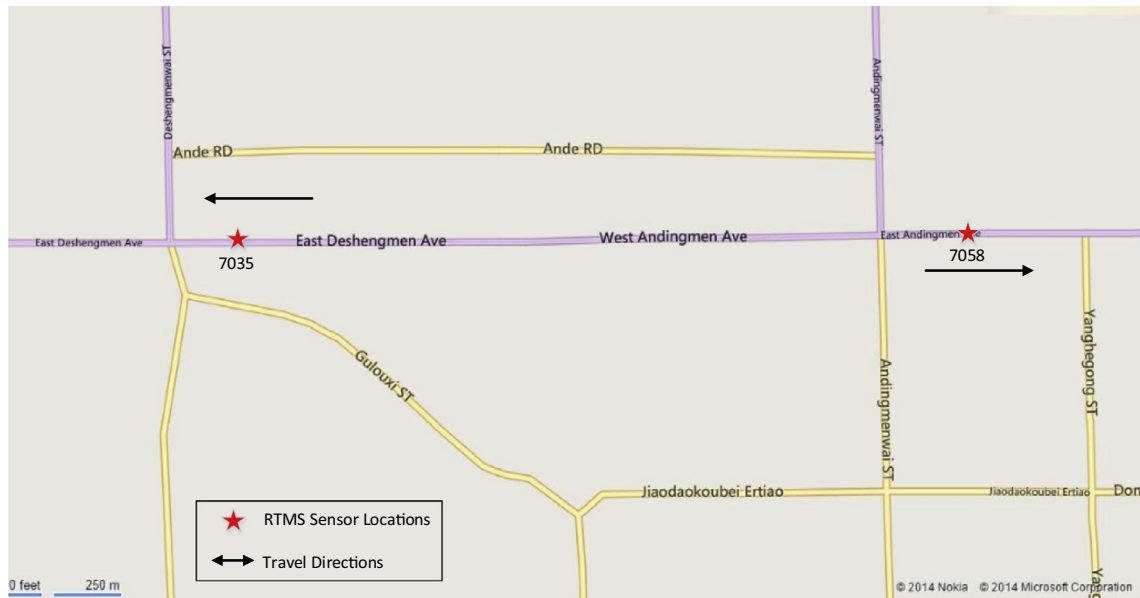 Deshengmenwai ST
Andingmenwai ST
Ande RD
Ande RD
East Deshengmen Ave
East Deshengmen Ave
West Andingmen Ave
East Andingmen Ave
7035
7058
Gulouxi ST
Andingmenwai ST
Yanghegong ST
Jiaodaokoubei Ertiao
Jiaodaokoubei Ertiao
Don
RTMS Sensor Locations
Travel Directions
0 feet
250 m
© 2014 Nokia © 2014 Microsoft Corporation
Yang